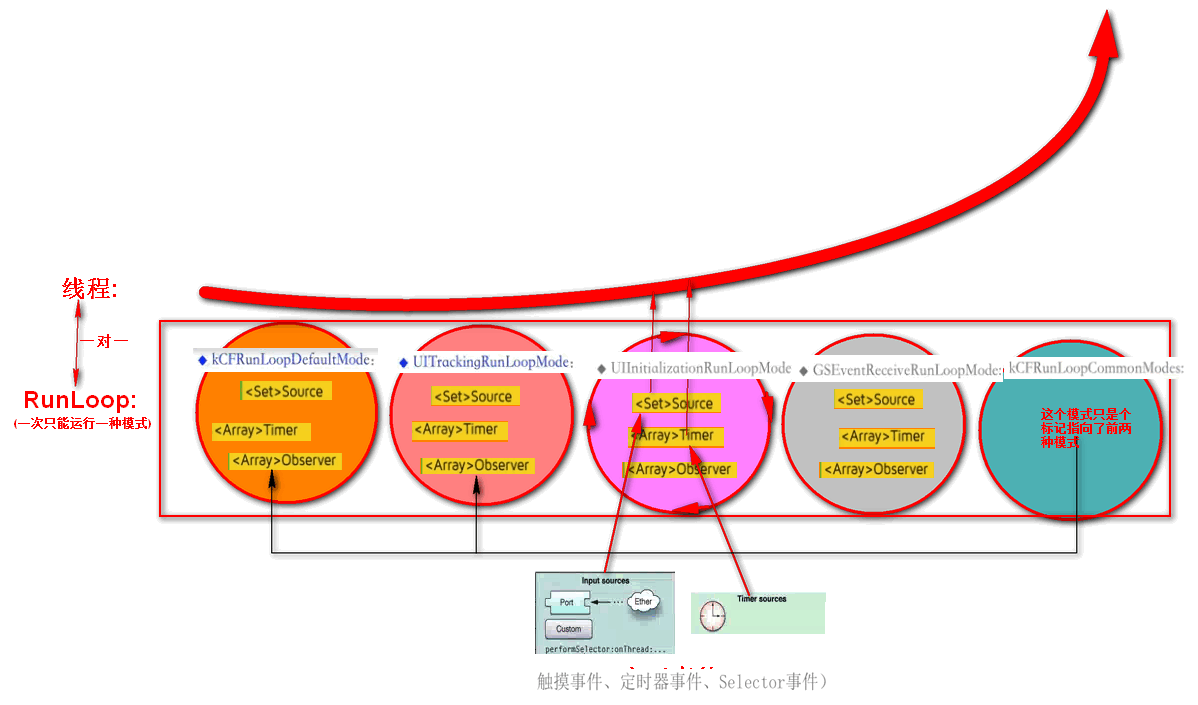 线程:
一对一
RunLoop:
(一次只能运行一种模式)
◆ kCFRunLoopDefaultMode:
<Set>Source
<Array>Timer
<Array>Observer
◆ UITrackingRunLoopMode:
<Set>Source
<Array>Timer
<Array>Observer
◆ UIInitializationRunLoopMode
<Set>Source
<Array>Timer
<Array>Observer
◆ GSEventReceiveRunLoopMode:
<Set>Source
<Array>Timer
<Array>Observer
kCFRunLoopCommonModes:
这个模式只是个
标记指向了前两
种模式
Input sources
Port
Ether
Custom
performSelector:onThread:...
Timer sources
触摸事件、定时器事件、Selector事件）